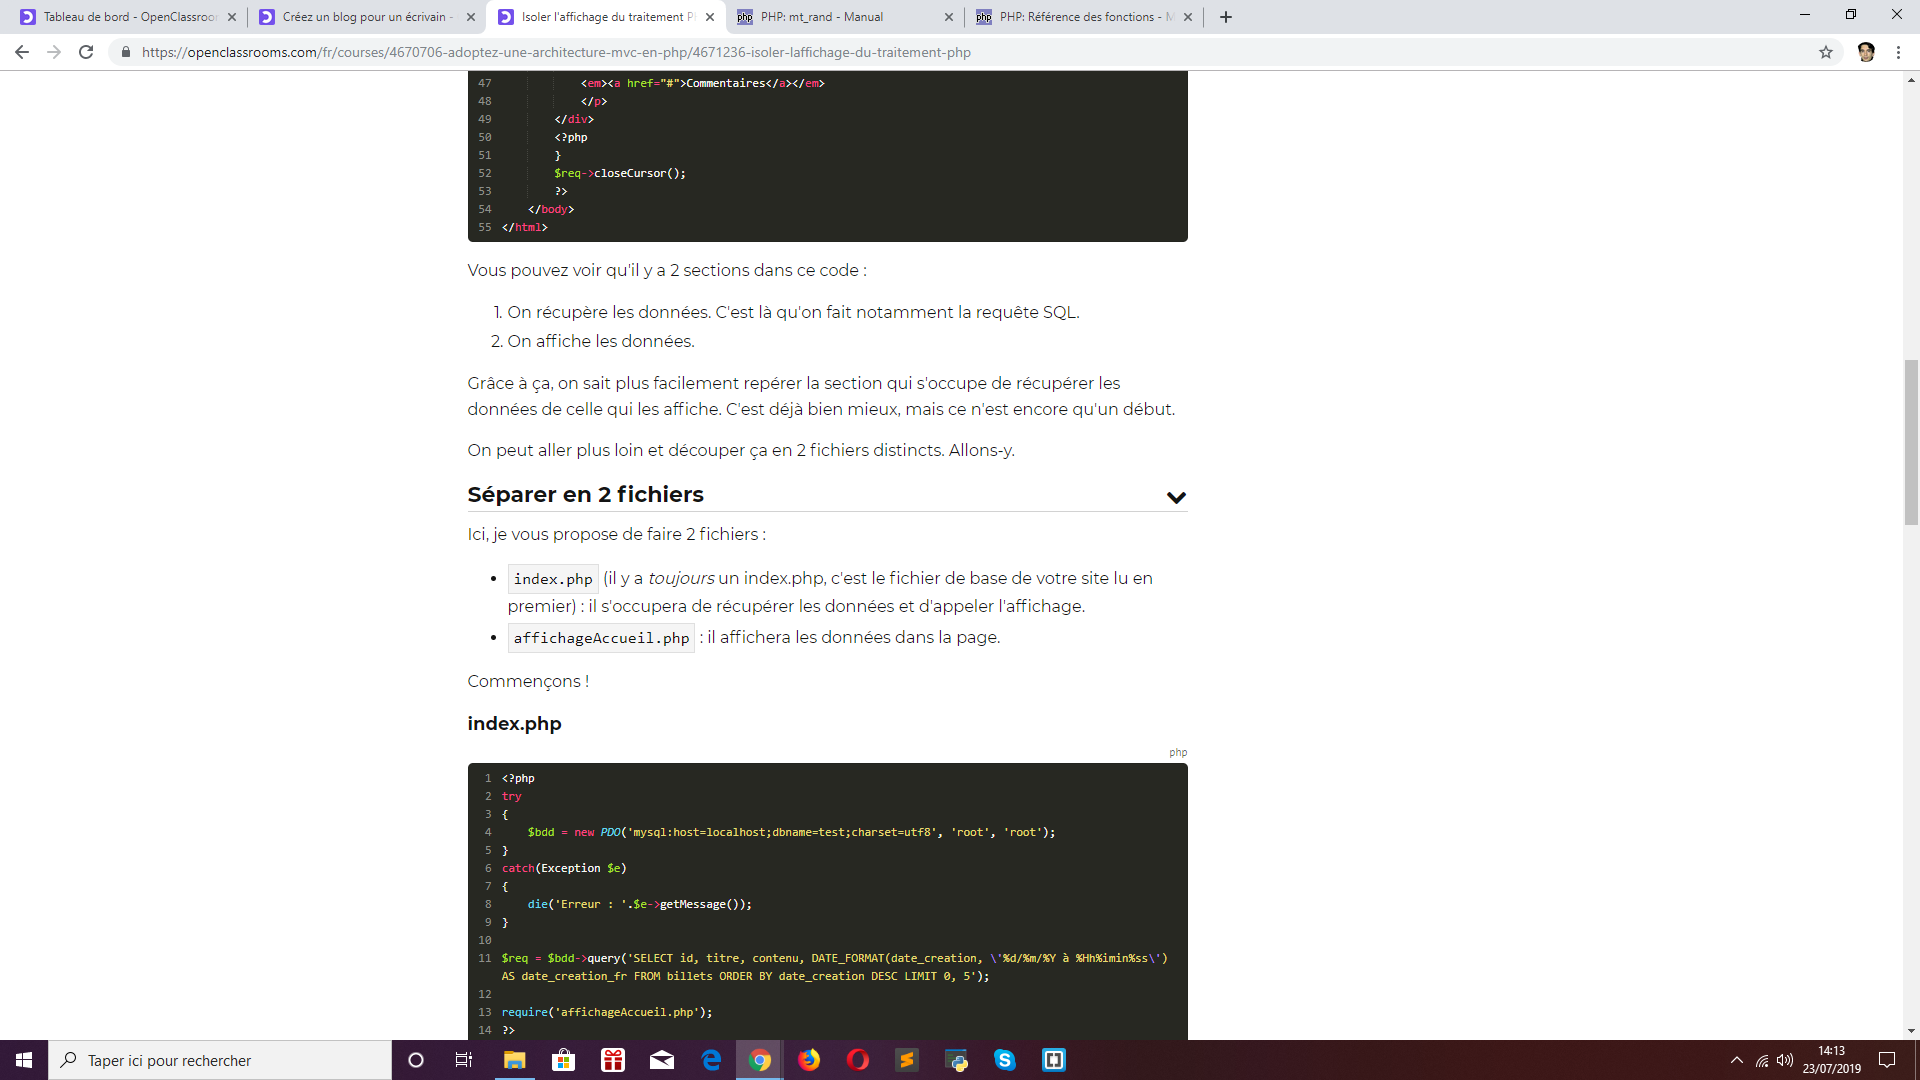 Tableau de bord - OpenClassroo
Créez un blog pour un écrivain -
Isoler l'affichage du traitement P
php PHP: mt_rand - Manual
php PHP: Référence des fonctions - M
https://openclassrooms.com/fr/courses/4670706-adoptez-une-architecture-mvc-en-php/4671236-isoler-laffichage-du-traitement-php
47 <em><a href="#">Commentaires</a></em>
48 </p>
49 </div>
50 <?php
51 }
52 $req->closeCursor();
53 ?>
54 </body>
55 </html>
Vous pouvez voir qu'il y a 2 sections dans ce code :
1. On récupère les données. C'est là qu'on fait notamment la requête SQL.
2. On affiche les données.
Grâce à ça, on sait plus facilement repérer la section qui s'occupe de récupérer les
données de celle qui les affiche. C'est déjà bien mieux, mais ce n'est encore qu'un début.
On peut aller plus loin et découper ça en 2 fichiers distincts. Allons-y.
Séparer en 2 fichiers
Ici, je vous propose de faire 2 fichiers :
• index.php (il y a toujours un index.php, c'est le fichier de base de votre site lu en
premier) : il s'occupera de récupérer les données et d'appeler l'affichage.
• affichageAccueil.php : il affichera les données dans la page.
Commençons !
index.php
php
1 <?php
2 try
3 {
4 $bdd = new PDO('mysql:host=localhost;dbname=test;charset=utf8', 'root', 'root');
5 }
6 catch(Exception $e)
7 {
8 die('Erreur : '.$e->getMessage());
9 }
10
11 $req = $bdd->query('SELECT id, titre, contenu, DATE_FORMAT(date_creation, \'%d/%m/%Y à %Hh%imin%ss\')
AS date_creation_fr FROM billets ORDER BY date_creation DESC LIMIT 0, 5');
12
13 require('affichageAccueil.php');
14 ?>
Taper ici pour rechercher
14:13
23/07/2019